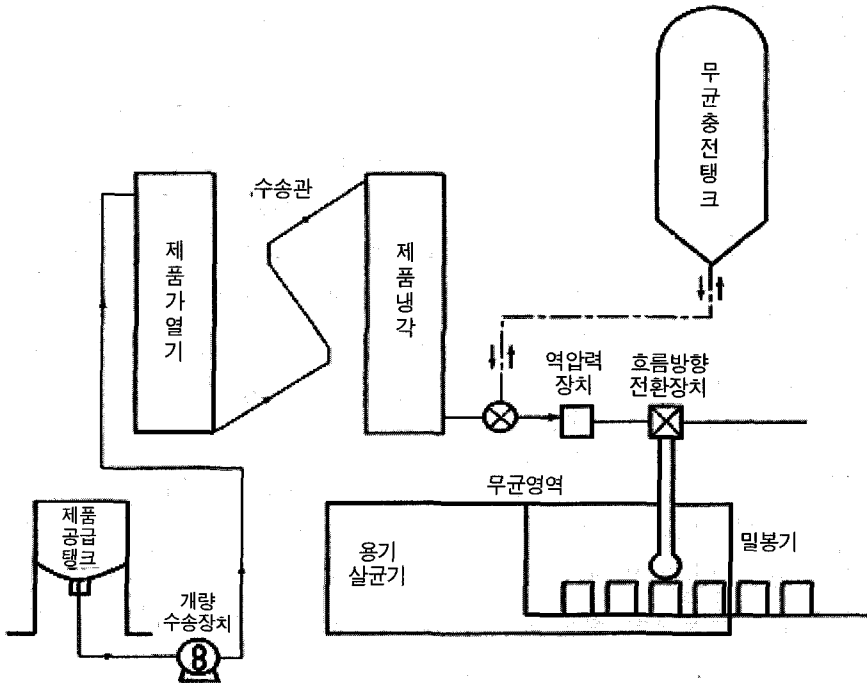 무균충전탱크
수송관
제품가열기
제품냉각
역압력
장치
흐름방향
전환장치
무균영역
제품
공급
탱크
용기
살균기
밀봉기
개량
수송장치
8